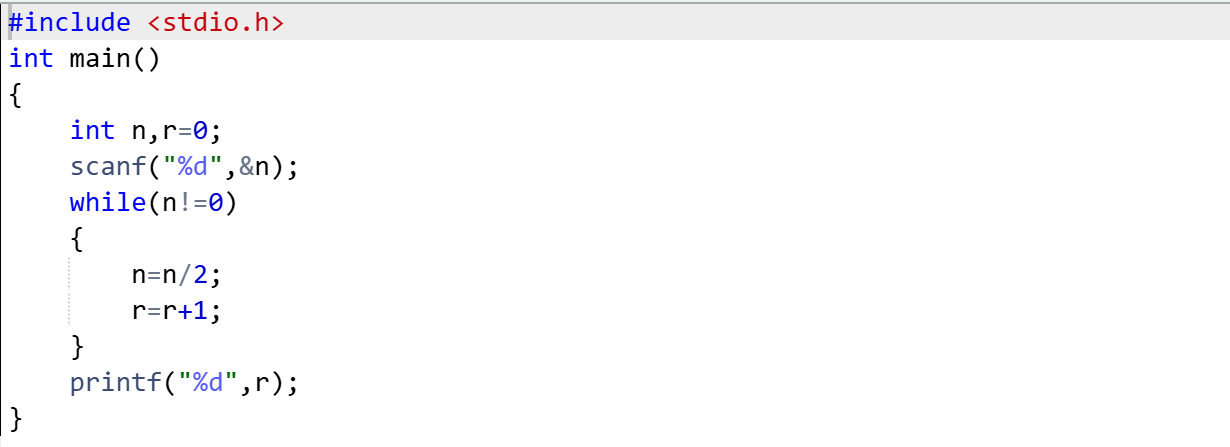 #include <stdio.h>
int main()
{
    int n,r=0;
    scanf("%d",&n);
    while(n!=0)
    {
        n=n/2;
        r=r+1;
    }
    printf("%d",r);
}